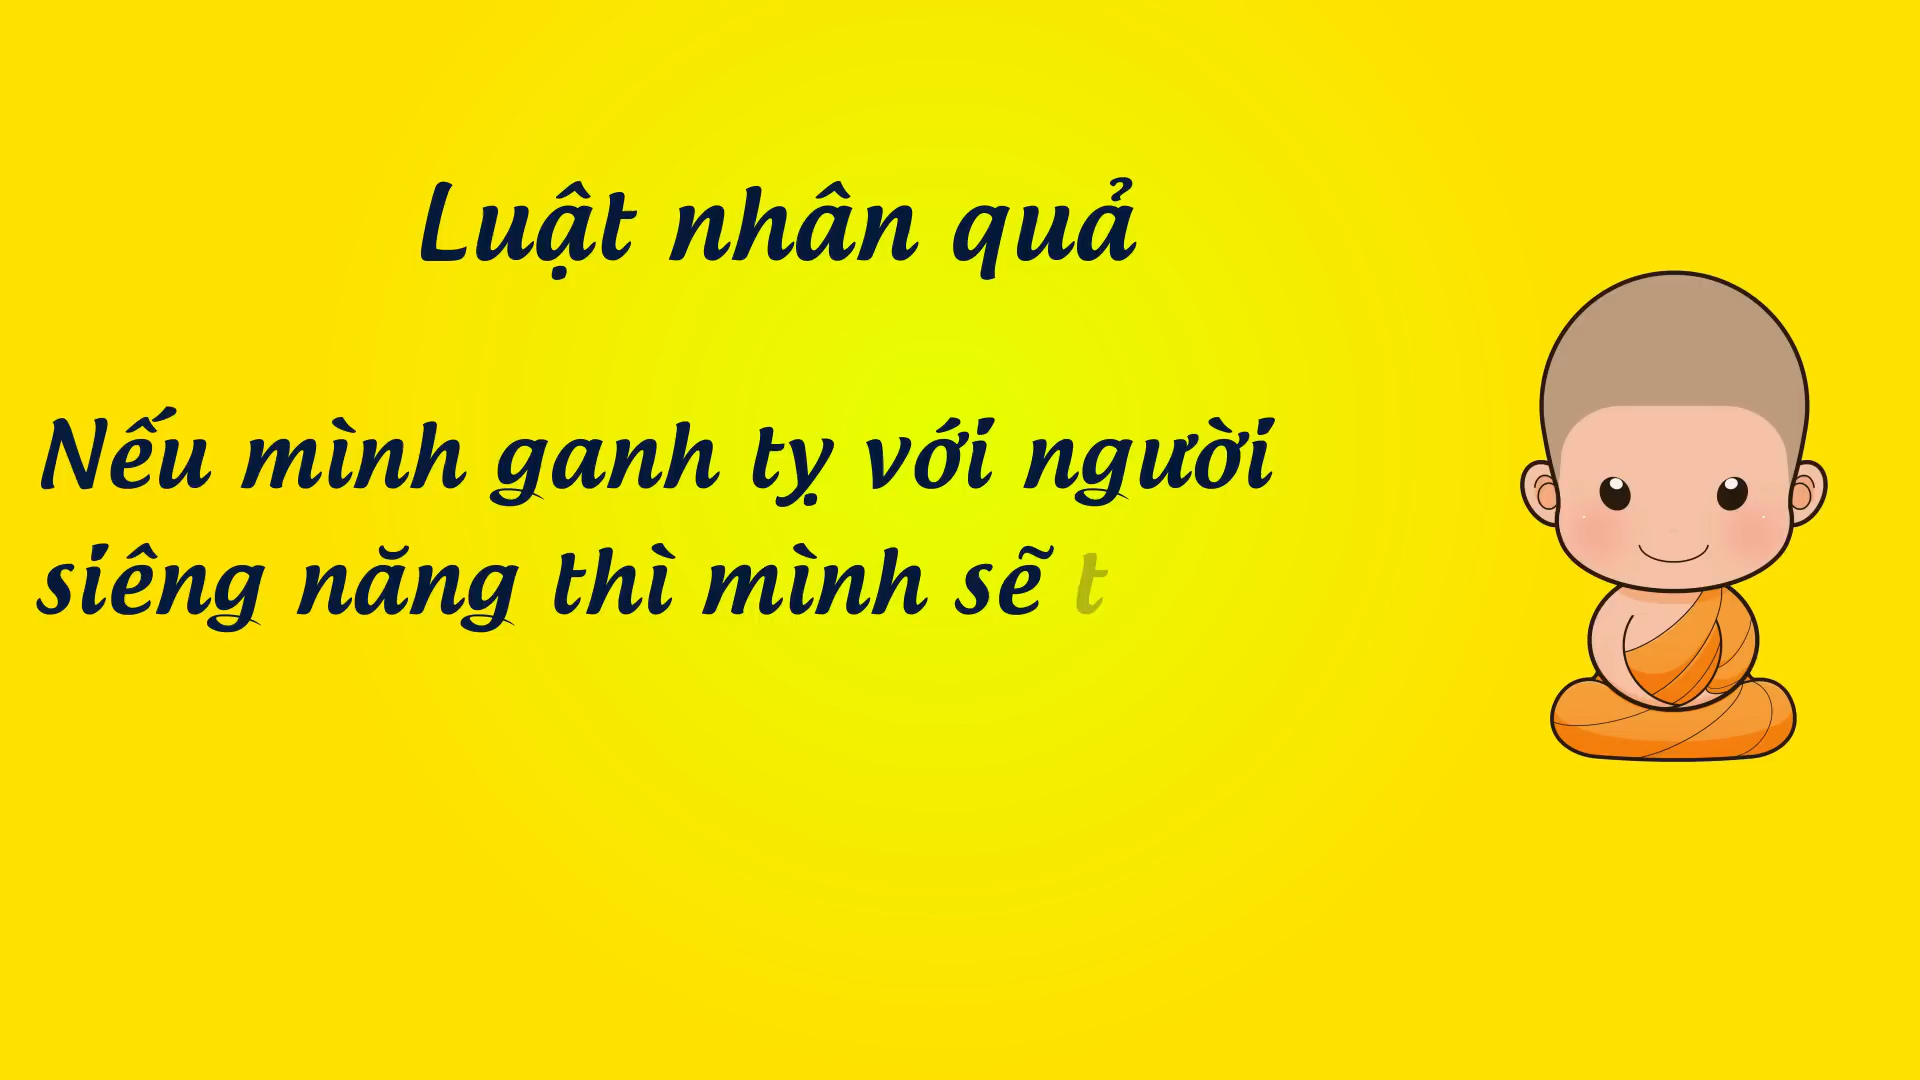 Luật nhân quả
Nếu mình ganh tỵ với người
siêng năng thì mình sẽ t